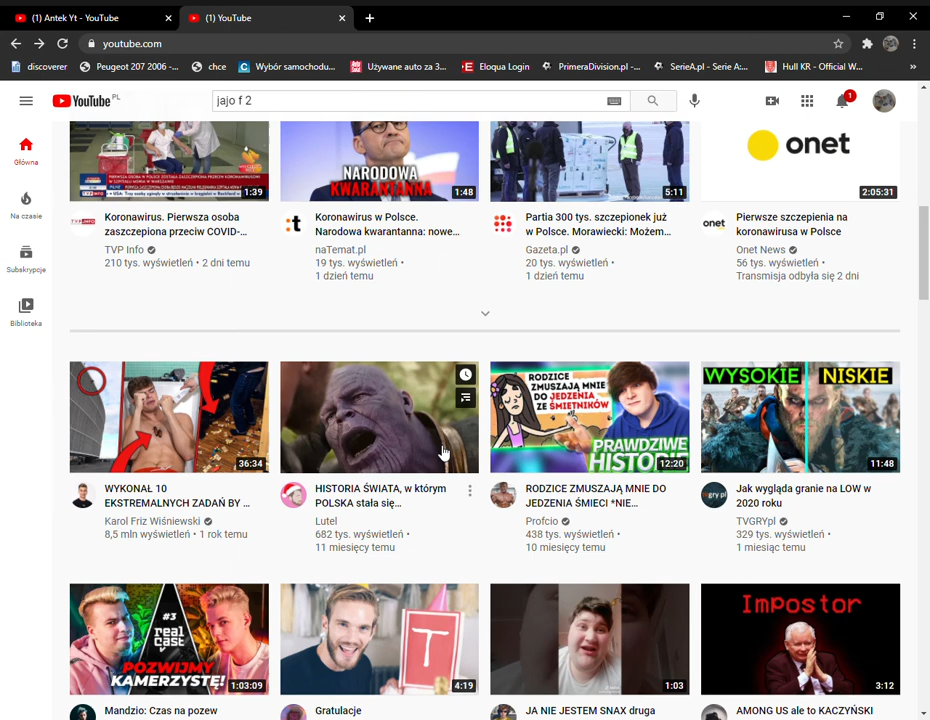 (1) Antek Yt - YouTube
(1) YouTube
youtube.com
discoverer
Peugeot 207 2006 -...
chce
Wybór samochodu...
Używane auto za 3...
Eloqua Login
PrimeraDivision.pl -...
SerieA.pl - Serie A:...
Hull KR - Official W...
YouTube PL
jajo f 2
1
Główna
Na czasie
Subskrypcje
Biblioteka
PIERWSZA OSOBA ZASZCZEPIONA PRZECIW
1:39
NARODOWA
KWARANTANNA
1:48
5:11
onet
2:05:31
Koronawirus. Pierwsza osoba
zaszczepiona przeciw COVID-...
TVP Info
210 tys. wyświetleń • 2 dni temu
Koronawirus w Polsce.
Narodowa kwarantanna: nowe...
naTemat.pl
19 tys. wyświetleń •
1 dzień temu
Partia 300 tys. szczepionek już
w Polsce. Morawiecki: Możem...
Gazeta.pl
20 tys. wyświetleń •
1 dzień temu
onet
Pierwsze szczepienia na
koronawirusa w Polsce
Onet News
56 tys. wyświetleń •
Transmisja odbyła się 2 dni
36:34
RODZICE
ZMUSZAJĄ MNIE
DO JEDZENIA
ZE ŚMIETNIKÓW
PRAWDZIWE
HISTORIE
12:20
WYSOKIE
NISKIE
11:48
WYKONAŁ 10
EKSTREMALNYCH ZADAŃ BY ...
Karol Friz Wiśniewski
8,5 mln wyświetleń • 1 rok temu
HISTORIA ŚWIATA, w którym
POLSKA stała się...
Lutel
682 tys. wyświetleń •
11 miesięcy temu
RODZICE ZMUSZAJĄ MNIE DO
JEDZENIA ŚMIECI *NIE...
Profcio
438 tys. wyświetleń •
10 miesięcy temu
tvgry.pl
Jak wygląda granie na LOW w
2020 roku
TVGRYpl
329 tys. wyświetleń •
1 miesiąc temu
#3
real
cast
POZWIJMY
KAMERZYSTĘ!
1:03:09
T
4:19
1:03
Impostor
3:12
Mandzio: Czas na pozew
Gratulacje
JA NIE JESTEM SNAX druga
AMONG US ale to KACZYŃSKI